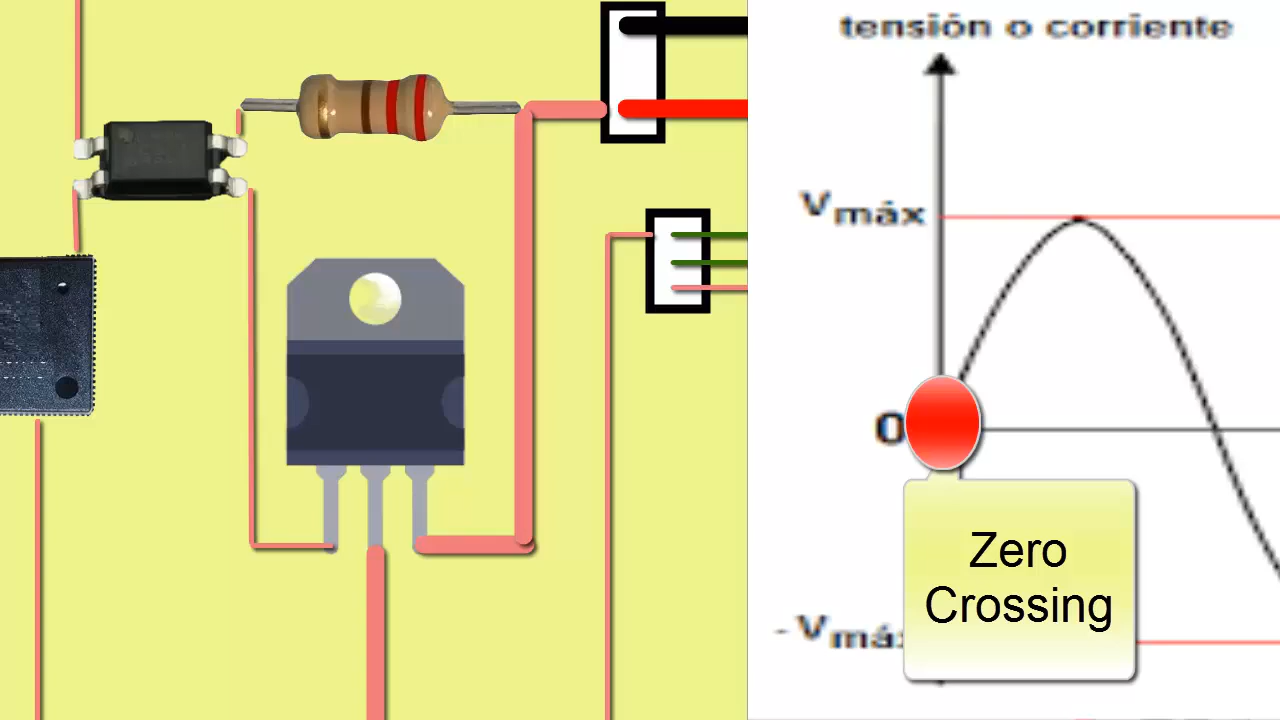 tensión o corriente
Vmáx
0
Zero
Crossing
-Vmáx